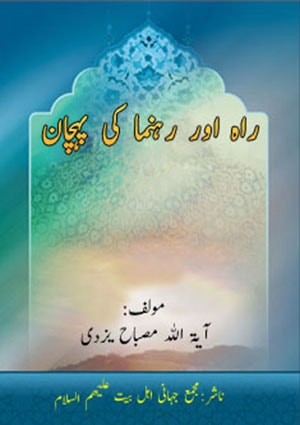 راہ اور رہنما کی پہچان
مولف:
آیۃ اللہ مصباح یزدی
ناشر: مجمع جہانی اہل بیت علیہم السلام